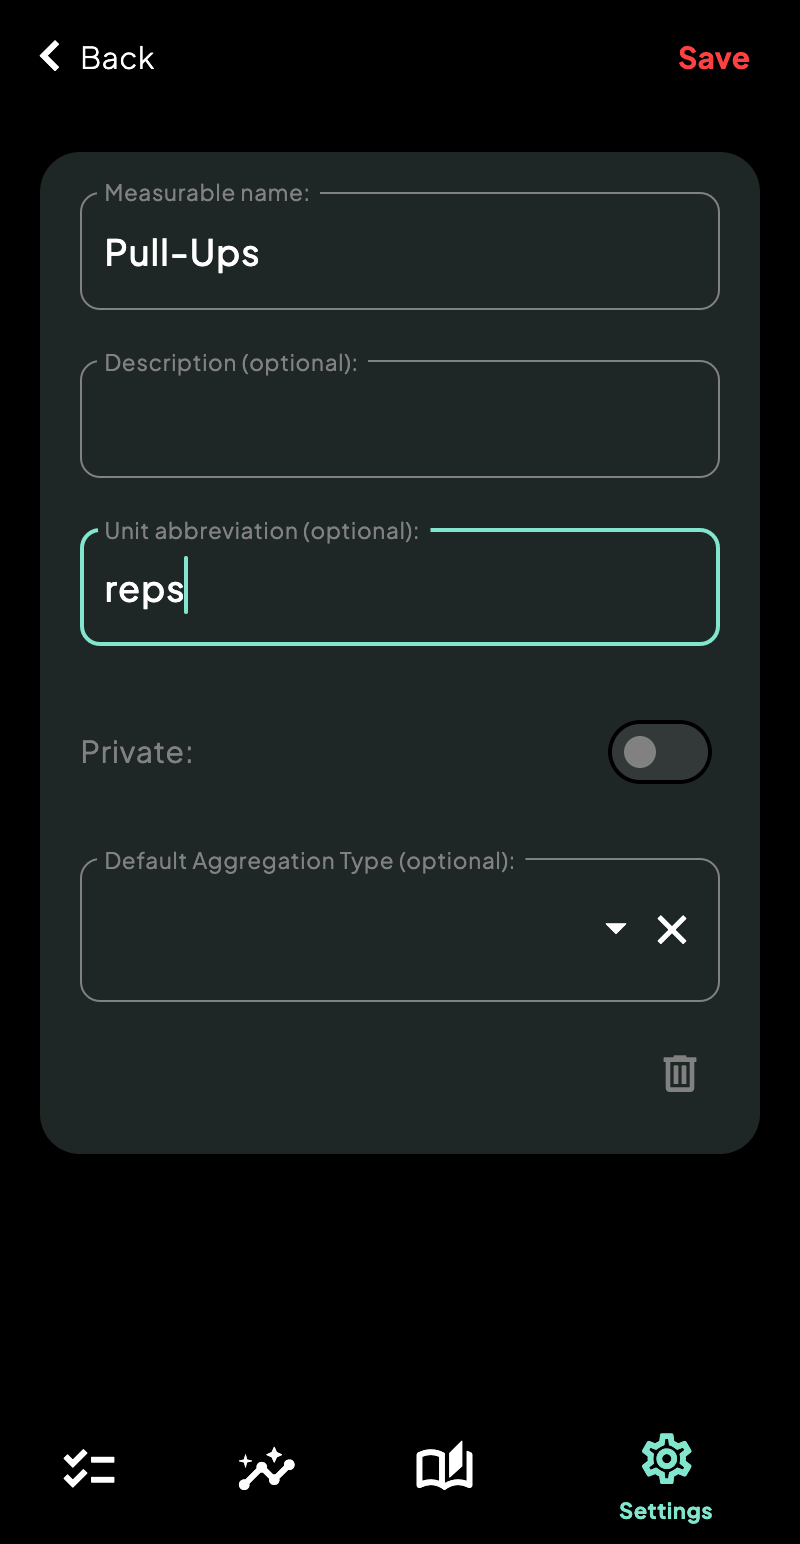 Back
Save
Measurable name:
Pull-Ups
Description (optional):
Unit abbreviation (optional):
reps
Private:
Default Aggregation Type (optional):
Settings